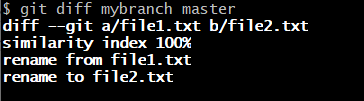 $ git diff mybranch master
diff --git a/file1.txt b/file2.txt
similarity index 100%
rename from file1.txt
rename to file2.txt